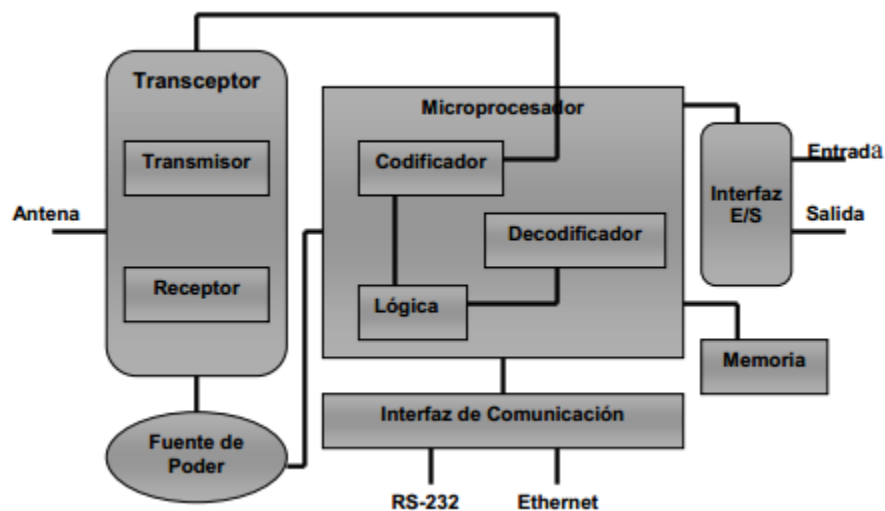 Transceptor
Microprocesador
Transmisor
Codificador
Entrada
Interfaz
E/S
Antena
Salida
Decodificador
Receptor
Lógica
Memoria
Interfaz de Comunicación
Fuente de
Poder
RS-232
Ethernet